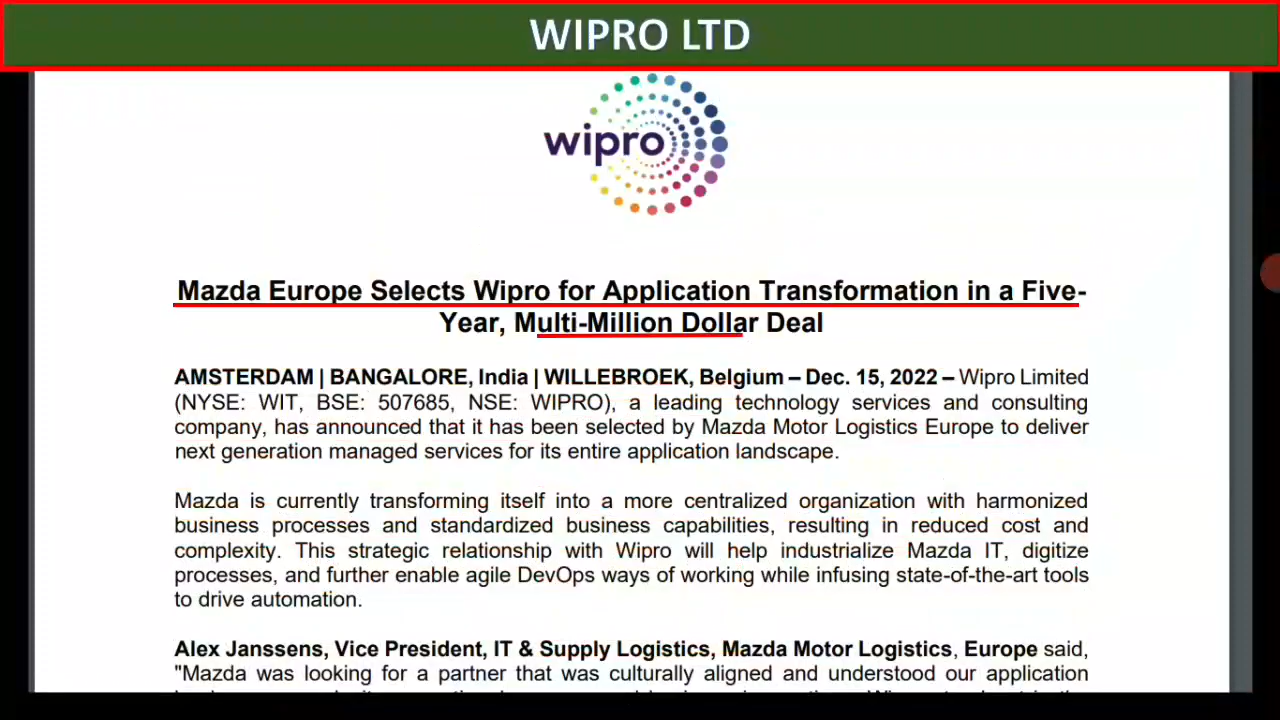 WIPRO LTD
wipro
Mazda Europe Selects Wipro for Application Transformation in a Five-
Year, Multi-Million Dollar Deal
AMSTERDAM | BANGALORE, India | WILLEBROEK, Belgium – Dec. 15, 2022 – Wipro Limited
(NYSE: WIT, BSE: 507685, NSE: WIPRO), a leading technology services and consulting
company, has announced that it has been selected by Mazda Motor Logistics Europe to deliver
next generation managed services for its entire application landscape.
Mazda is currently transforming itself into a more centralized organization with harmonized
business processes and standardized business capabilities, resulting in reduced cost and
complexity. This strategic relationship with Wipro will help industrialize Mazda IT, digitize
processes, and further enable agile DevOps ways of working while infusing state-of-the-art tools
to drive automation.
Alex Janssens, Vice President, IT & Supply Logistics, Mazda Motor Logistics, Europe said,
"Mazda was looking for a partner that was culturally aligned and understood our application